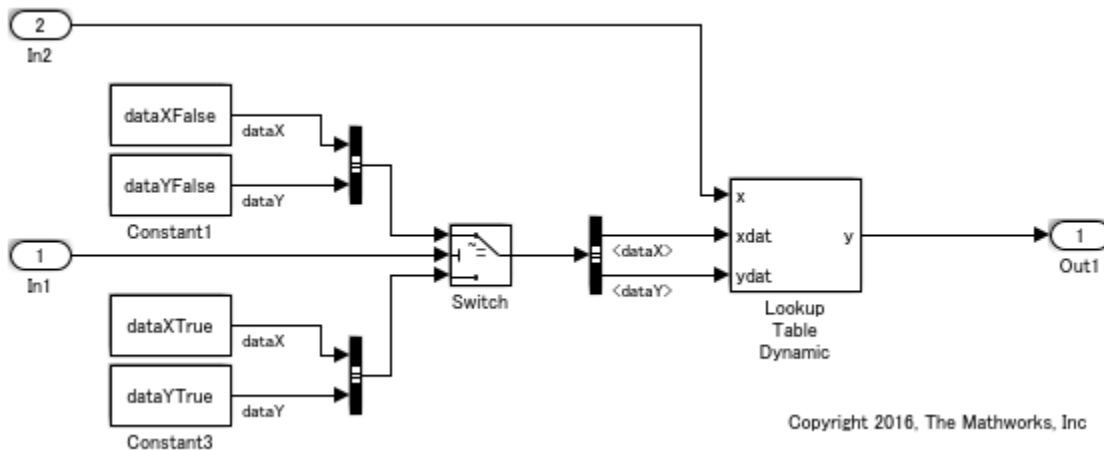 2
In2
dataXFalse
dataX
dataYFalse
dataY
Constant1
1
In1
~=
Switch
<dataX>
<dataY>
x
xdat
ydat
y
Lookup
Table
Dynamic
1
Out1
dataXTrue
dataX
dataYTrue
dataY
Constant3
Copyright 2016, The Mathworks, Inc